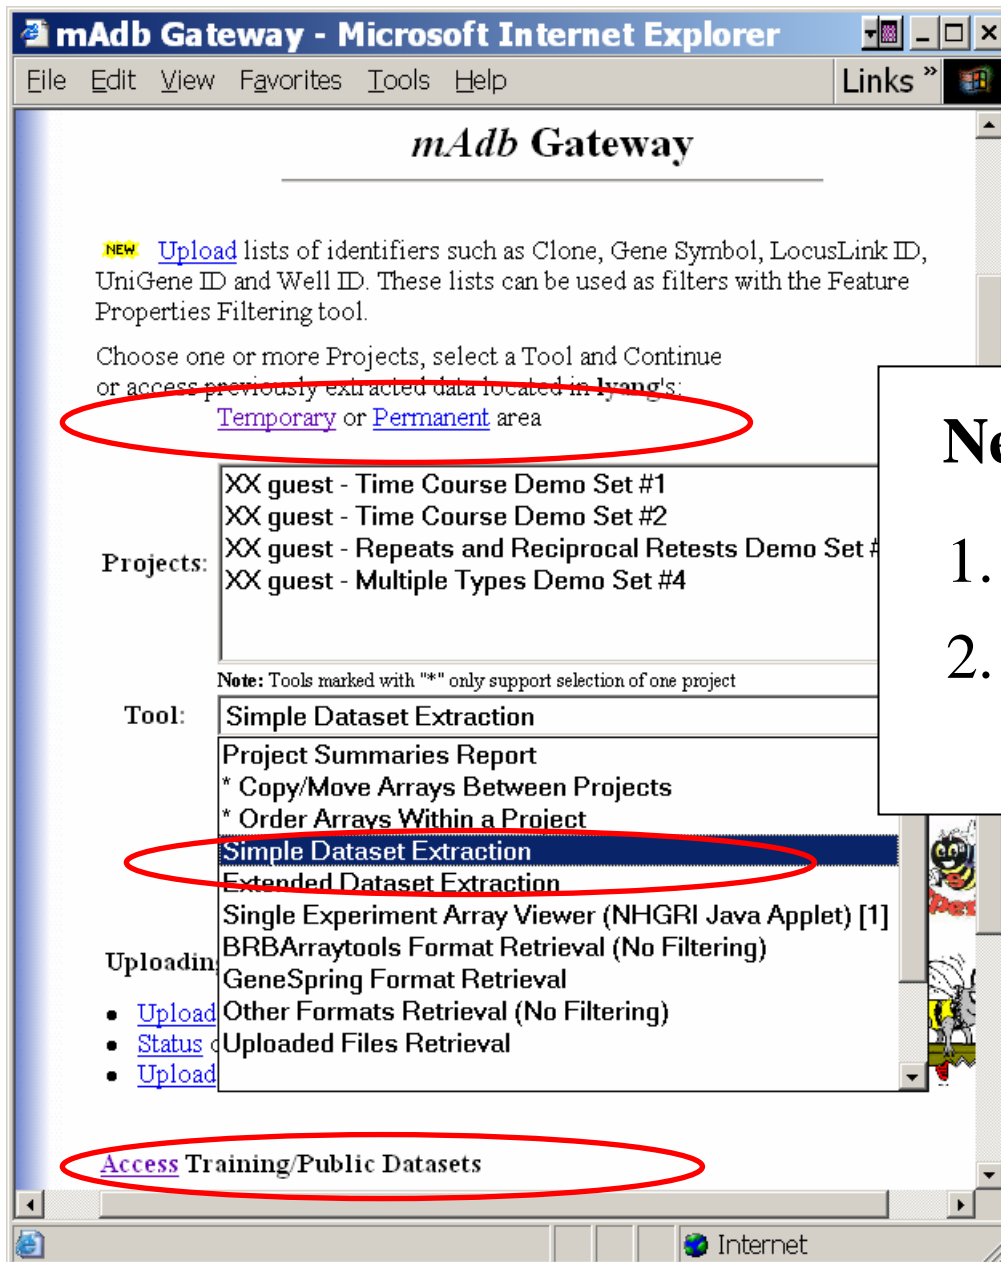 mAdb Gateway - Microsoft Internet Explorer
File Edit View Favorites Tools Help Links »
mAdb Gateway
NEW Upload lists of identifiers such as Clone, Gene Symbol, LocusLink ID,
UniGene ID and Well ID. These lists can be used as filters with the Feature
Properties Filtering tool.
Choose one or more Projects, select a Tool and Continue
or access previously extracted data located in lyang's:
Temporary or Permanent area
Projects:
XX guest - Time Course Demo Set #1
XX guest - Time Course Demo Set #2
XX guest - Repeats and Reciprocal Retests Demo Set #
XX guest - Multiple Types Demo Set #4
Note: Tools marked with "*" only support selection of one project
Tool: Simple Dataset Extraction
Project Summaries Report
* Copy/Move Arrays Between Projects
* Order Arrays Within a Project
Simple Dataset Extraction
Extended Dataset Extraction
Single Experiment Array Viewer (NHGRI Java Applet) [1]
BRBArraytools Format Retrieval (No Filtering)
GeneSpring Format Retrieval
Other Formats Retrieval (No Filtering)
Uploaded Files Retrieval
Uploading
• Upload
• Status
• Upload
Access Training/Public Datasets
Internet
1.
2.